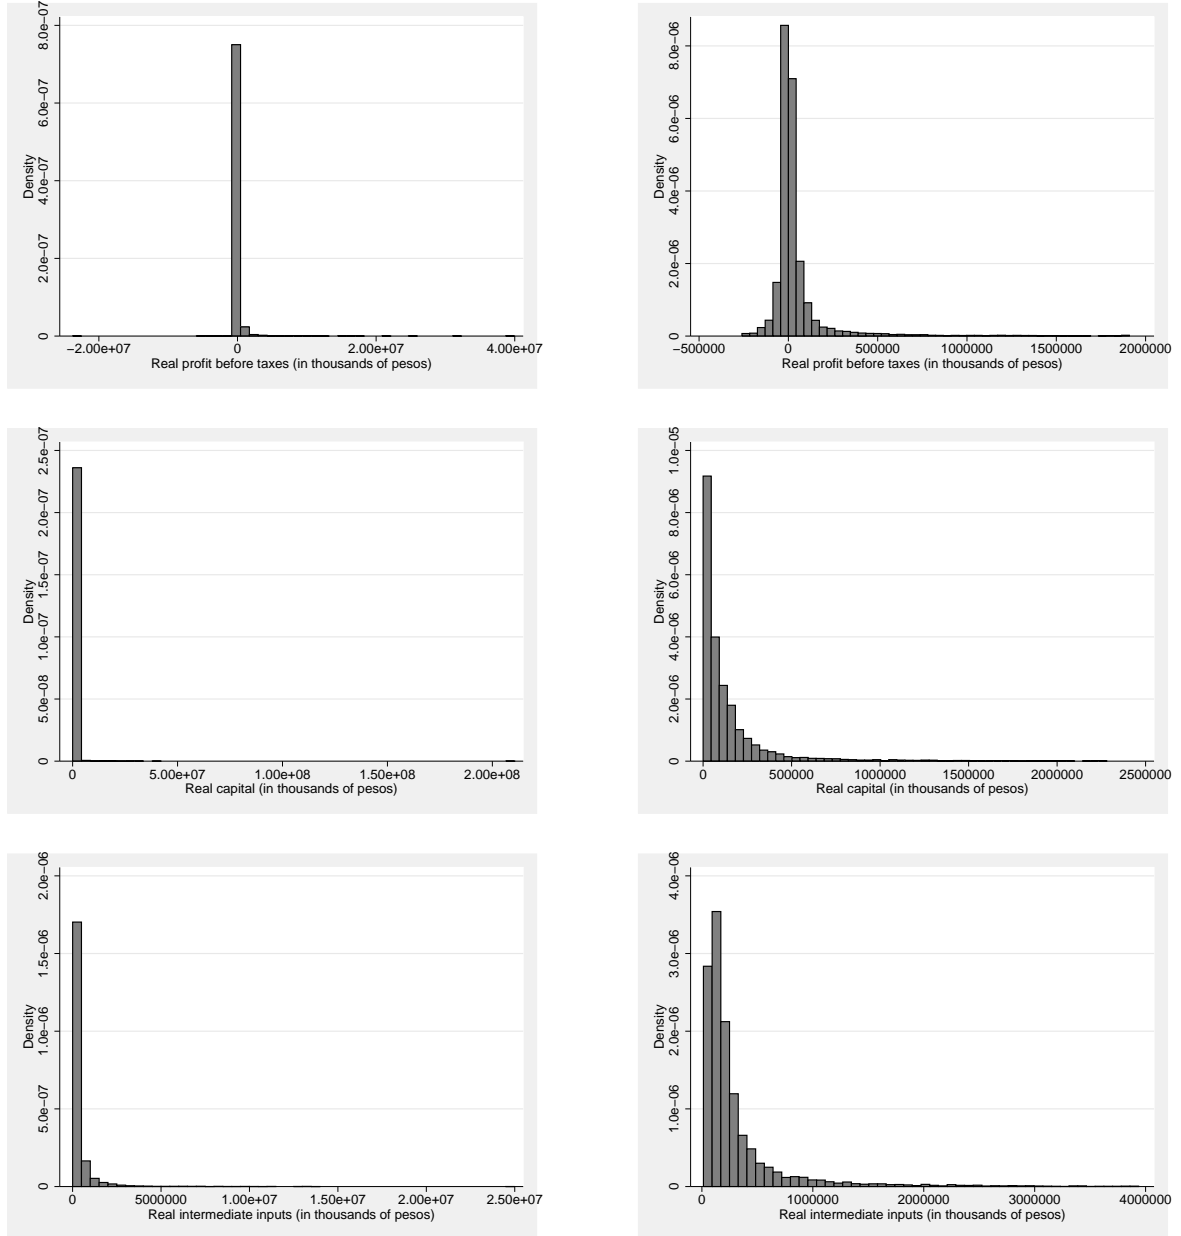 8.0e−07
6.0e−07
4.0e−07
2.0e−07
0
Density
−2.00e+07 0 2.00e+07 4.00e+07
Real profit before taxes (in thousands of pesos)
8.0e−06
6.0e−06
4.0e−06
2.0e−06
0
Density
−500000 0 500000 1000000 1500000 2000000
Real profit before taxes (in thousands of pesos)
2.5e−07
2.0e−07
1.5e−07
1.0e−07
5.0e−08
0
Density
0 5.00e+07 1.00e+08 1.50e+08 2.00e+08
Real capital (in thousands of pesos)
1.0e−05
8.0e−06
6.0e−06
4.0e−06
2.0e−06
0
Density
0 500000 1000000 1500000 2000000 2500000
Real capital (in thousands of pesos)
2.0e−06
1.5e−06
1.0e−06
5.0e−07
0
Density
0 5000000 1.00e+07 1.50e+07 2.00e+07 2.50e+07
Real intermediate inputs (in thousands of pesos)
4.0e−06
3.0e−06
2.0e−06
1.0e−06
0
Density
0 1000000 2000000 3000000 4000000
Real intermediate inputs (in thousands of pesos)